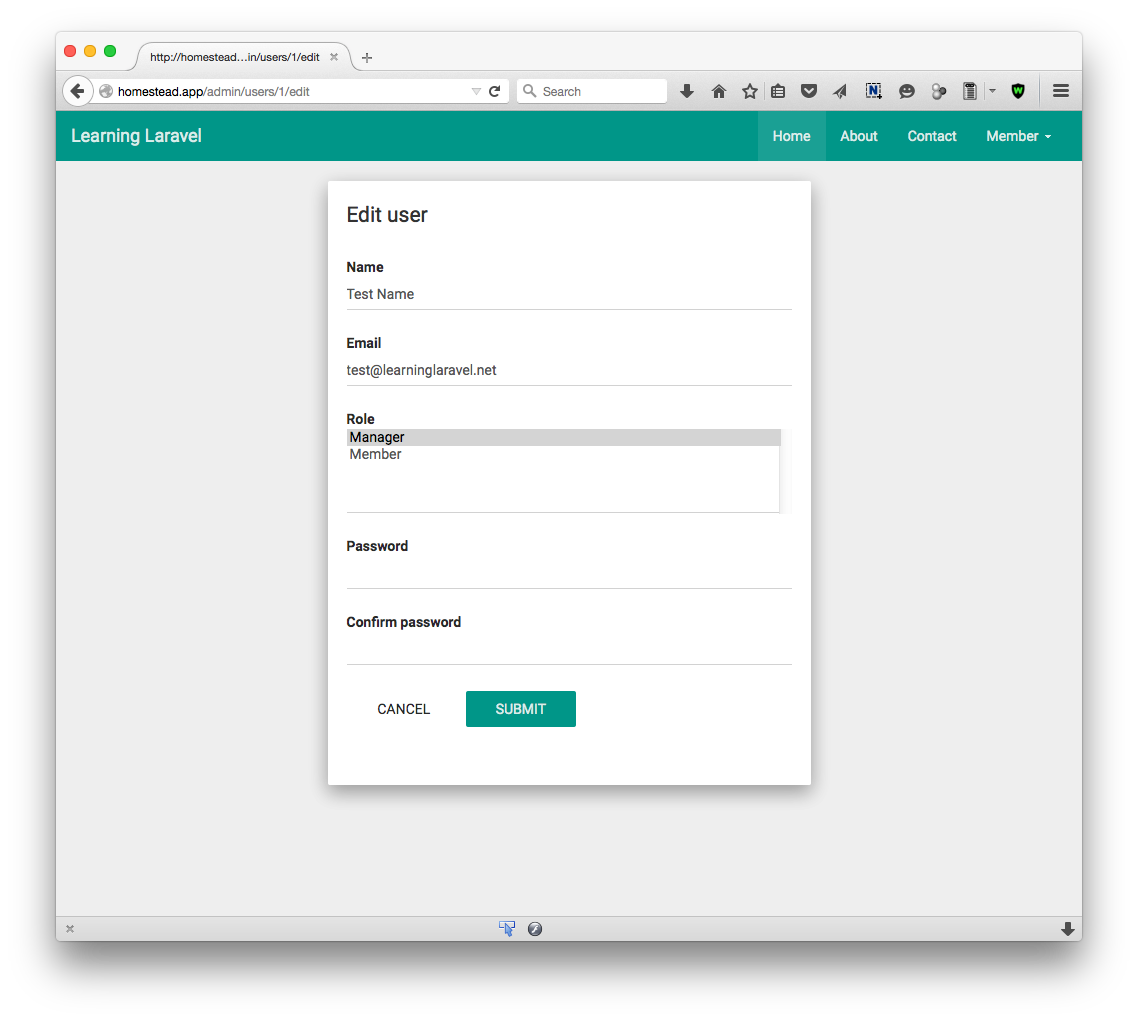 http://homestead...in/users/1/edit
homestead.app/admin/users/1/edit
Search
N
W
Learning Laravel
Home
About
Contact
Member
Edit user
Name
Test Name
Email
test@learninglaravel.net
Role
Manager
Member
Password
Confirm password
CANCEL
SUBMIT